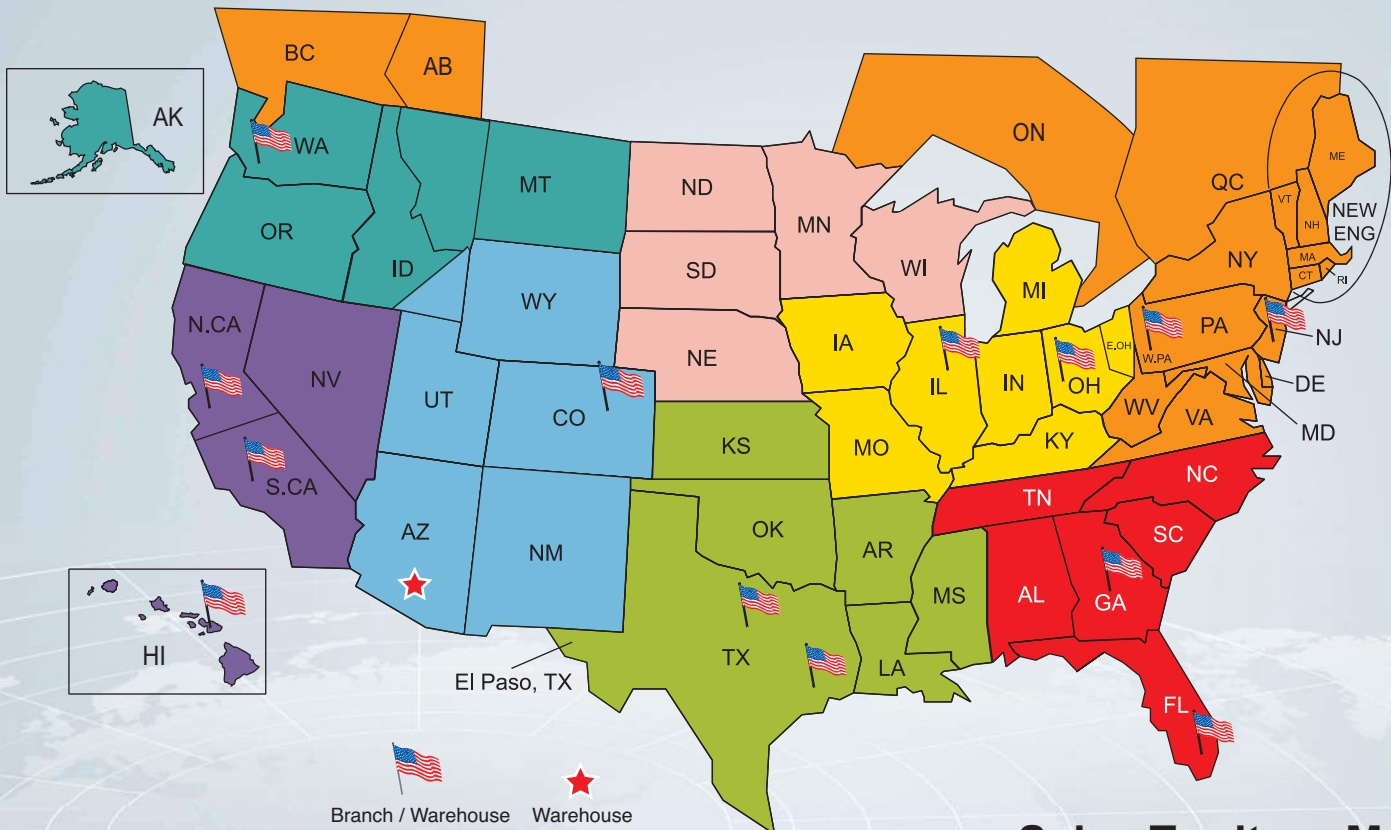 BC
AB
AK
WA
MT
OR
ID
ND
MN
ON
QC
ME
VT
NH
NEW
ENG
MA
CT
RI
NY
SD
WI
MI
WY
N.CA
NV
UT
CO
NE
IA
IL
IN
OH
E.OH
PA
W.PA
NJ
DE
MD
WV
VA
KY
MO
KS
S.CA
AZ
NM
OK
AR
TN
NC
SC
MS
AL
GA
HI
TX
LA
FL
El Paso, TX
Branch / Warehouse
Warehouse